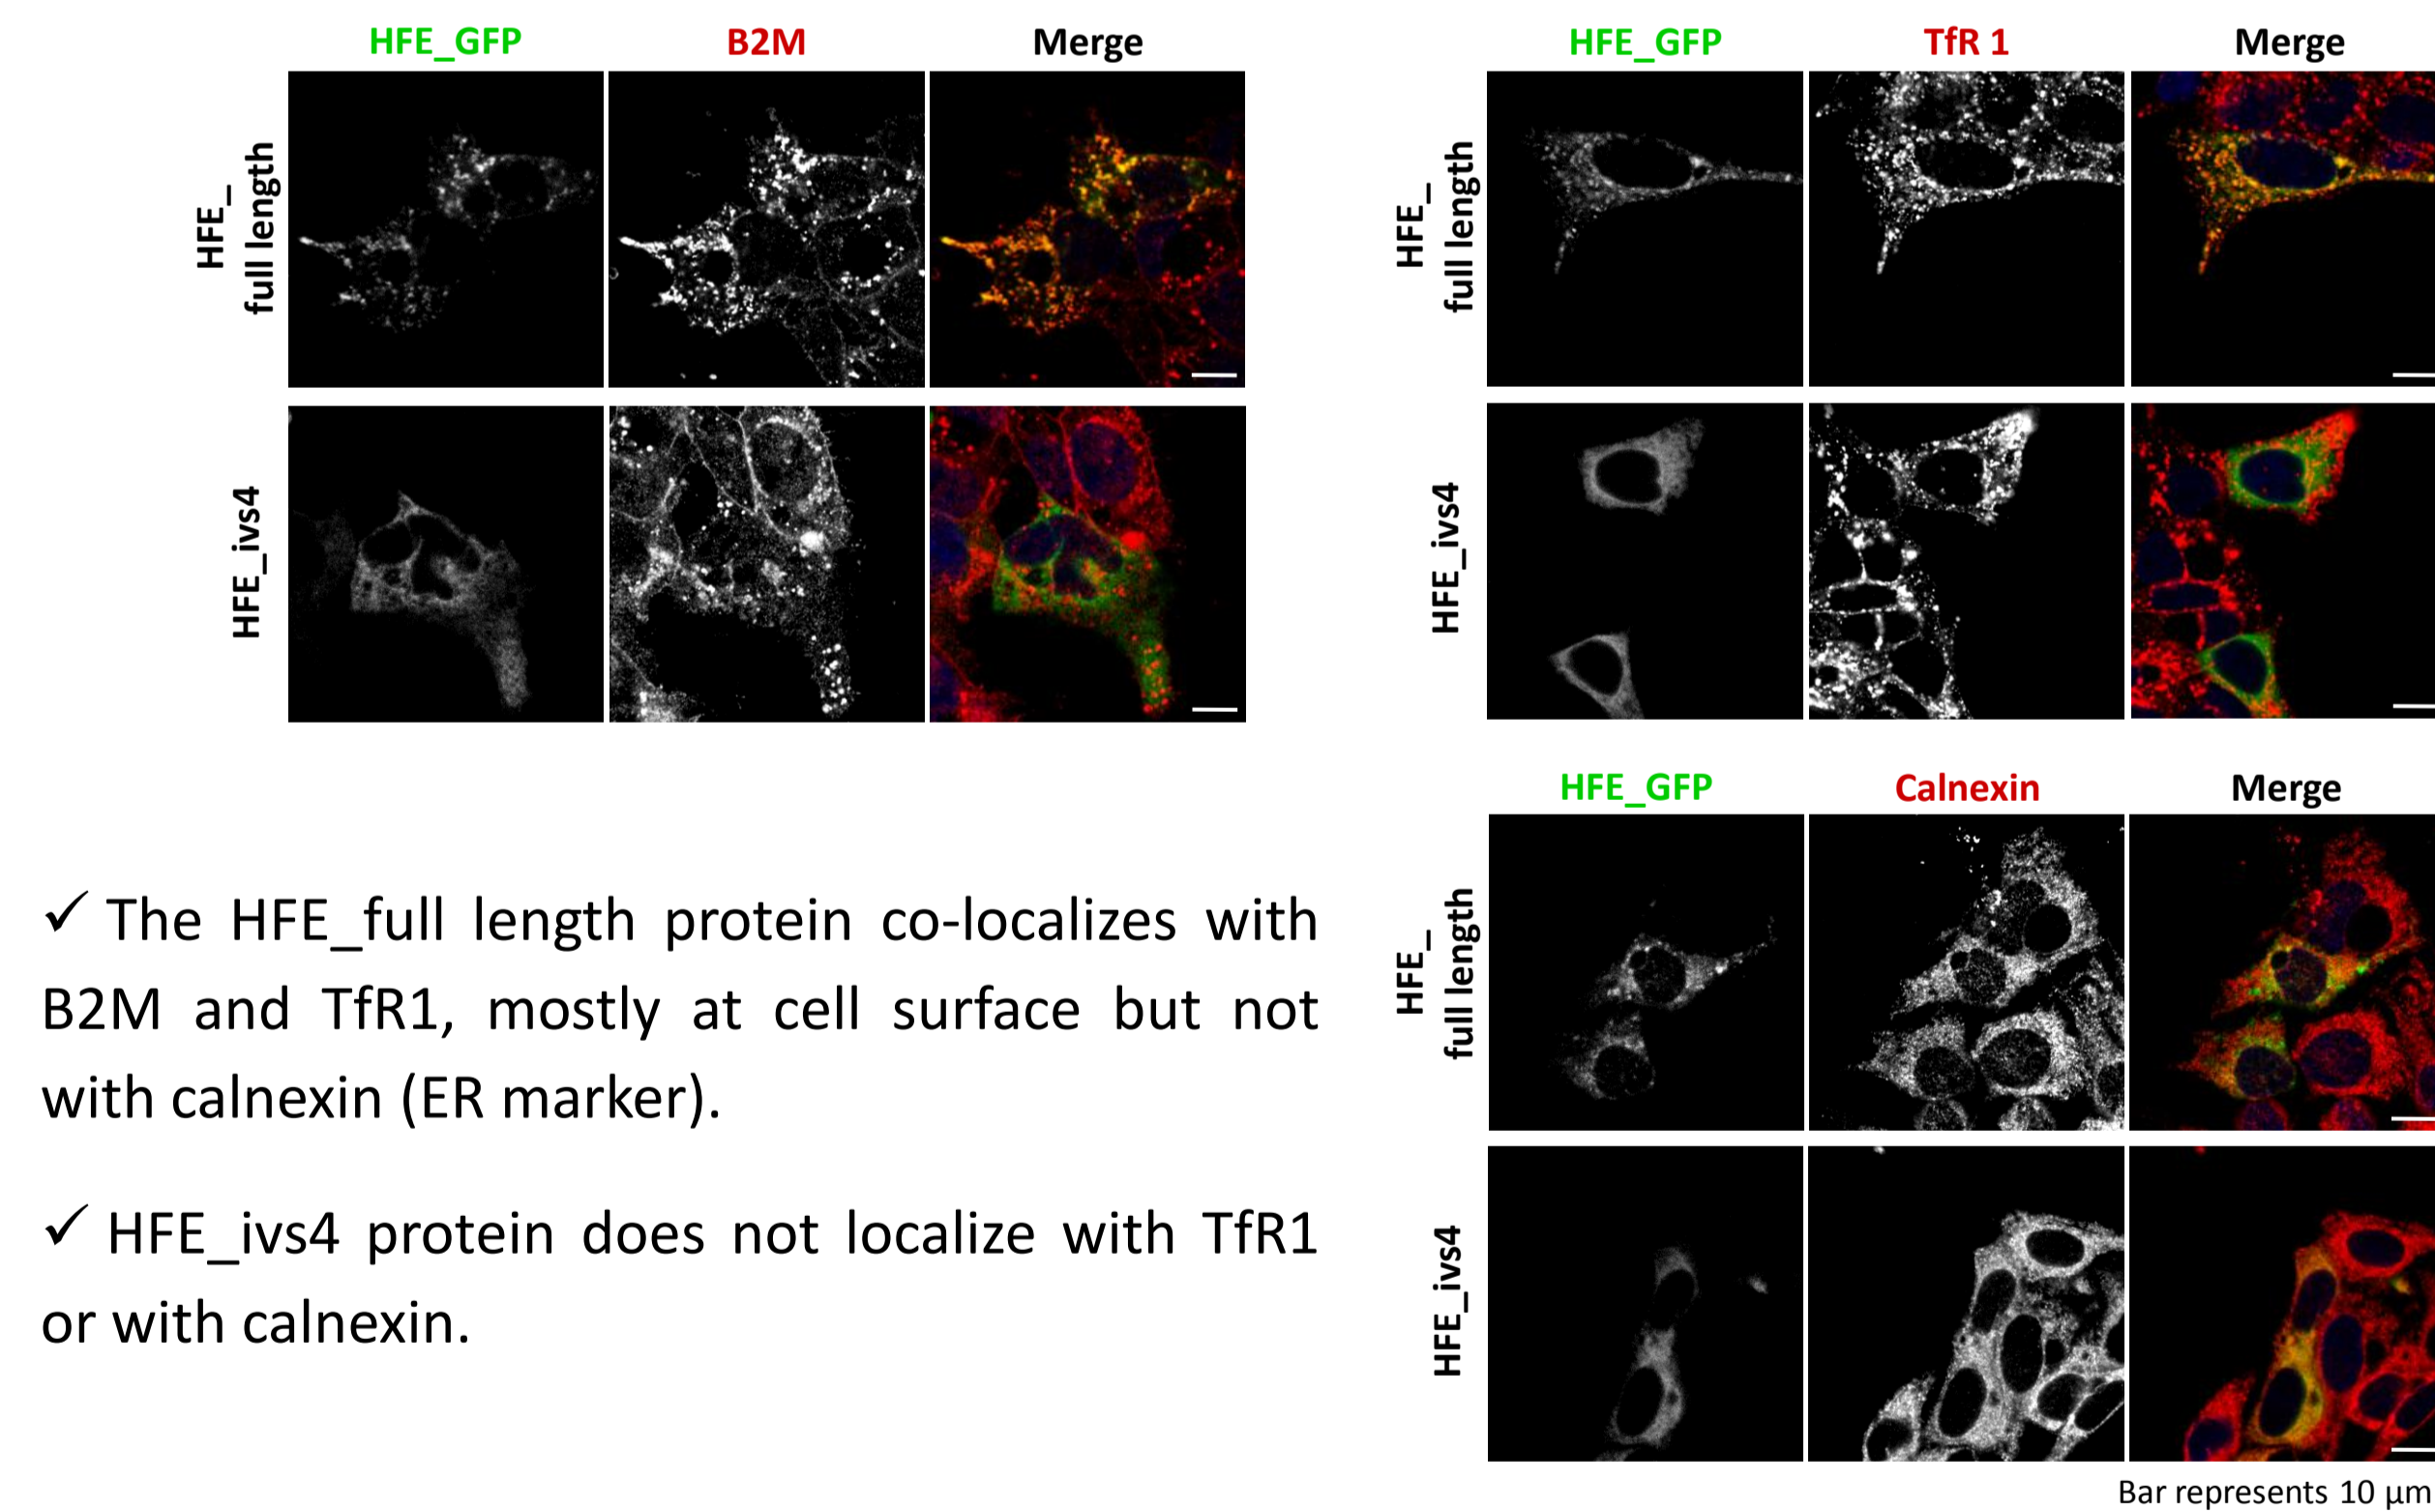 HFE_GFP B2M Merge
HFE_
full length
HFE_ivs4
HFE_GFP TfR 1 Merge
HFE_
full length
HFE_ivs4
✓ The HFE_full length protein co-localizes with
B2M and TfR1, mostly at cell surface but not
with calnexin (ER marker).
✓ HFE_ivs4 protein does not localize with TfR1
or with calnexin.
HFE_GFP Calnexin Merge
HFE_
full length
HFE_ivs4
Bar represents 10 µm